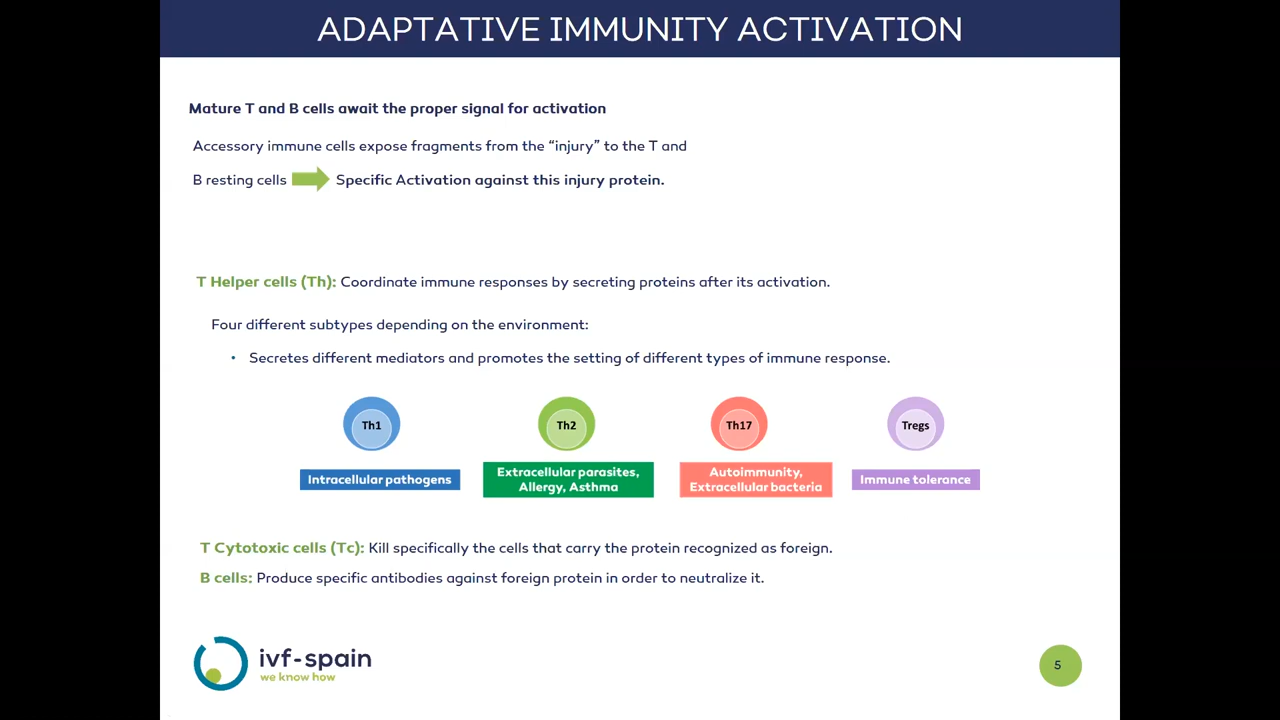 ADAPTATIVE IMMUNITY ACTIVATION
Mature T and B cells await the proper signal for activation
Accessory immune cells expose fragments from the “injury” to the T and
B resting cells Specific Activation against this injury protein.
T Helper cells (Th): Coordinate immune responses by secreting proteins after its activation.
Four different subtypes depending on the environment:
• Secretes different mediators and promotes the setting of different types of immune response.
Th1
Th2
Th17
Tregs
Intracellular pathogens
Extracellular parasites,
Allergy, Asthma
Autoimmunity,
Extracellular bacteria
Immune tolerance
T Cytotoxic cells (Tc): Kill specifically the cells that carry the protein recognized as foreign.
B cells: Produce specific antibodies against foreign protein in order to neutralize it.
ivf-spain
we know how
5